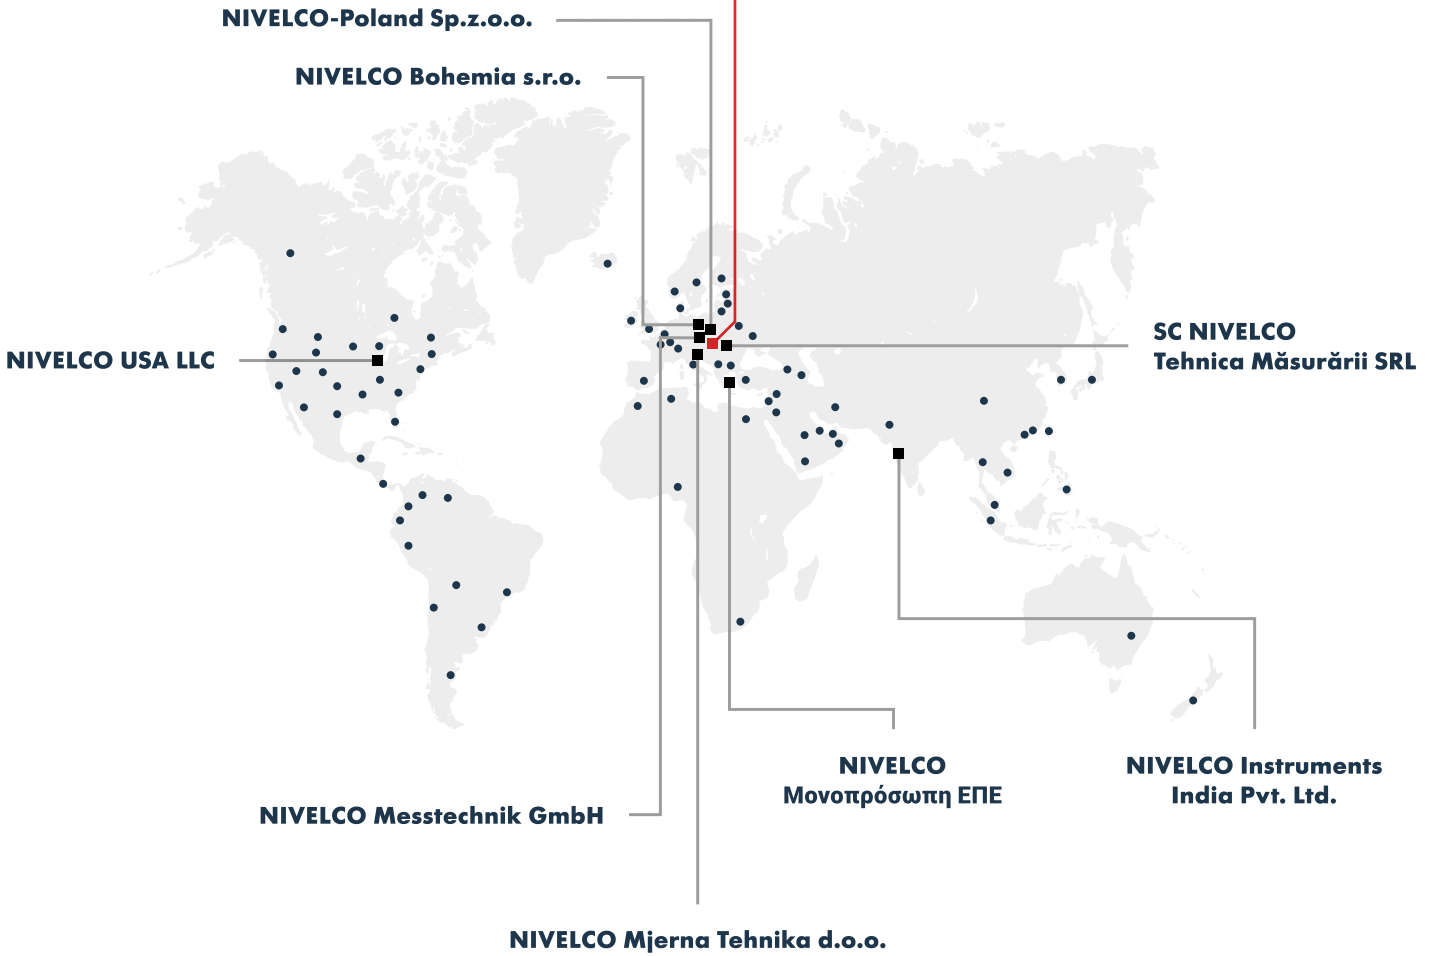 NIVELCO-Poland Sp.z.o.o.
NIVELCO Bohemia s.r.o.
NIVELCO USA LLC
SC NIVELCO
Tehnica Măsurării SRL
NIVELCO
Μονοπρόσωπη ΕΠΕ
NIVELCO Instruments
India Pvt. Ltd.
NIVELCO Messtechnik GmbH
NIVELCO Mjerna Tehnika d.o.o.